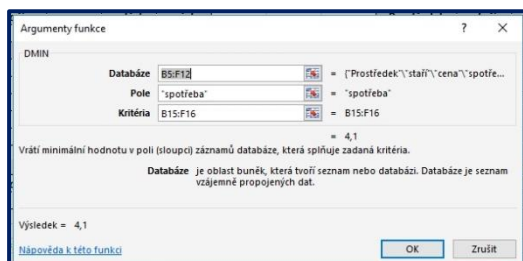 Argumenty funkce ? ×
DMIN
Databáze B5:F12 = {"Prostředek"\"staří"\"cena"\"spotře...
Pole "spotřeba" = "spotřeba"
Kritéria B15:F16 = B15:F16
= 4,1
Vrátí minimální hodnotu v poli (sloupci) záznamů databáze, která splňuje zadaná kritéria.
Databáze je oblast buněk, která tvoří seznam nebo databázi. Databáze je seznam
vzájemně propojených dat.
Výsledek = 4,1
Nápověda k této funkci OK Zrušit